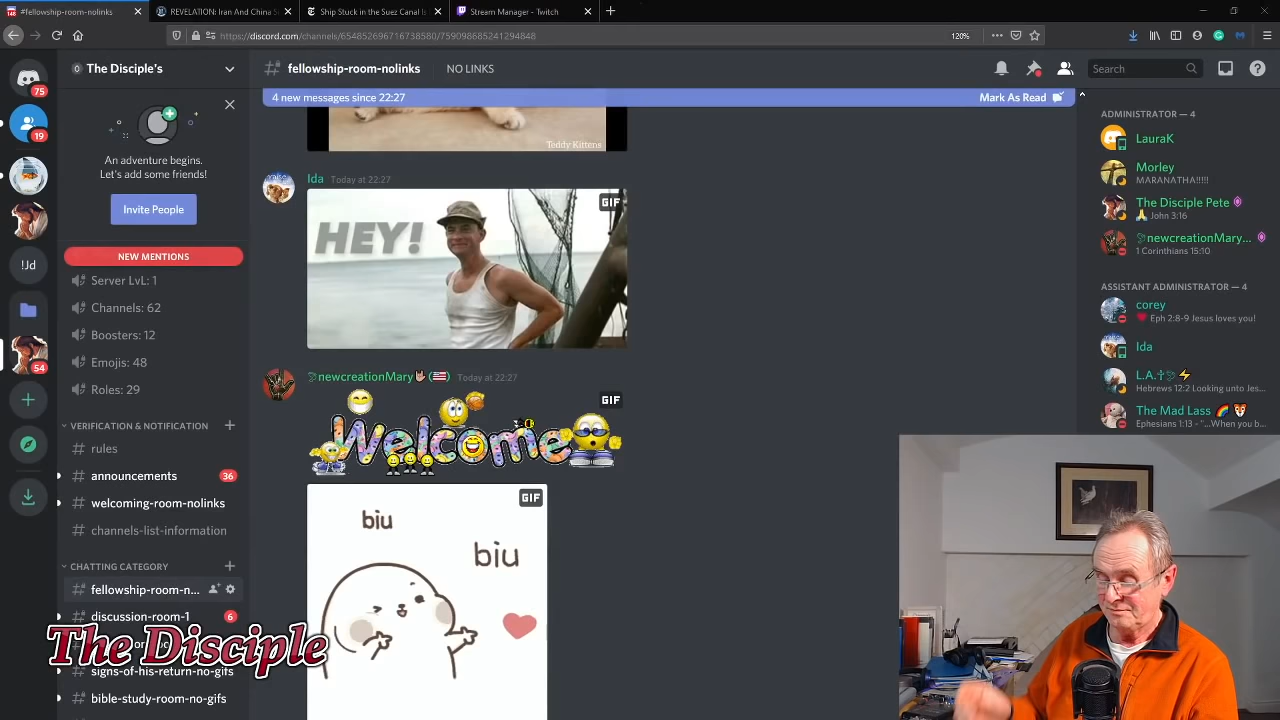 #fellowship-room-nolinks
REVELATION: Iran And China S
Ship Stuck in the Suez Canal Is
Stream Manager - Twitch
https://discord.com/channels/654852696716738580/759098685241294848
120%
75
19
!Jd
54
The Disciple's
An adventure begins.
Let's add some friends!
Invite People
NEW MENTIONS
Server LvL: 1
Channels: 62
Boosters: 12
Emojis: 48
Roles: 29
VERIFICATION & NOTIFICATION
rules
announcements
36
welcoming-room-nolinks
channels-list-information
CHATTING CATEGORY
fellowship-room-n...
discussion-room-1
6
The Disciple
signs-of-his-return-no-gifs
bible-study-room-no-gifs
fellowship-room-nolinks
NO LINKS
Search
4 new messages since 22:27
Mark As Read
Teddy Kittens
Ida Today at 22:27
HEY!
GIF
newcreationMary Today at 22:27
GIF
Welcome
GIF
biu
biu
ADMINISTRATOR — 4
LauraK
Morley
MARANATHA!!!!!
The Disciple Pete
🙏 John 3:16
newcreationMary...
1 Corinthians 15:10
ASSISTANT ADMINISTRATOR — 4
corey
Eph 2:8-9 Jesus loves you!
Ida
L.A.✝🕊⚡
Hebrews 12:2 Looking unto Jes...
The Mad Lass 🌈
Ephesians 1:13 - "...When you b...